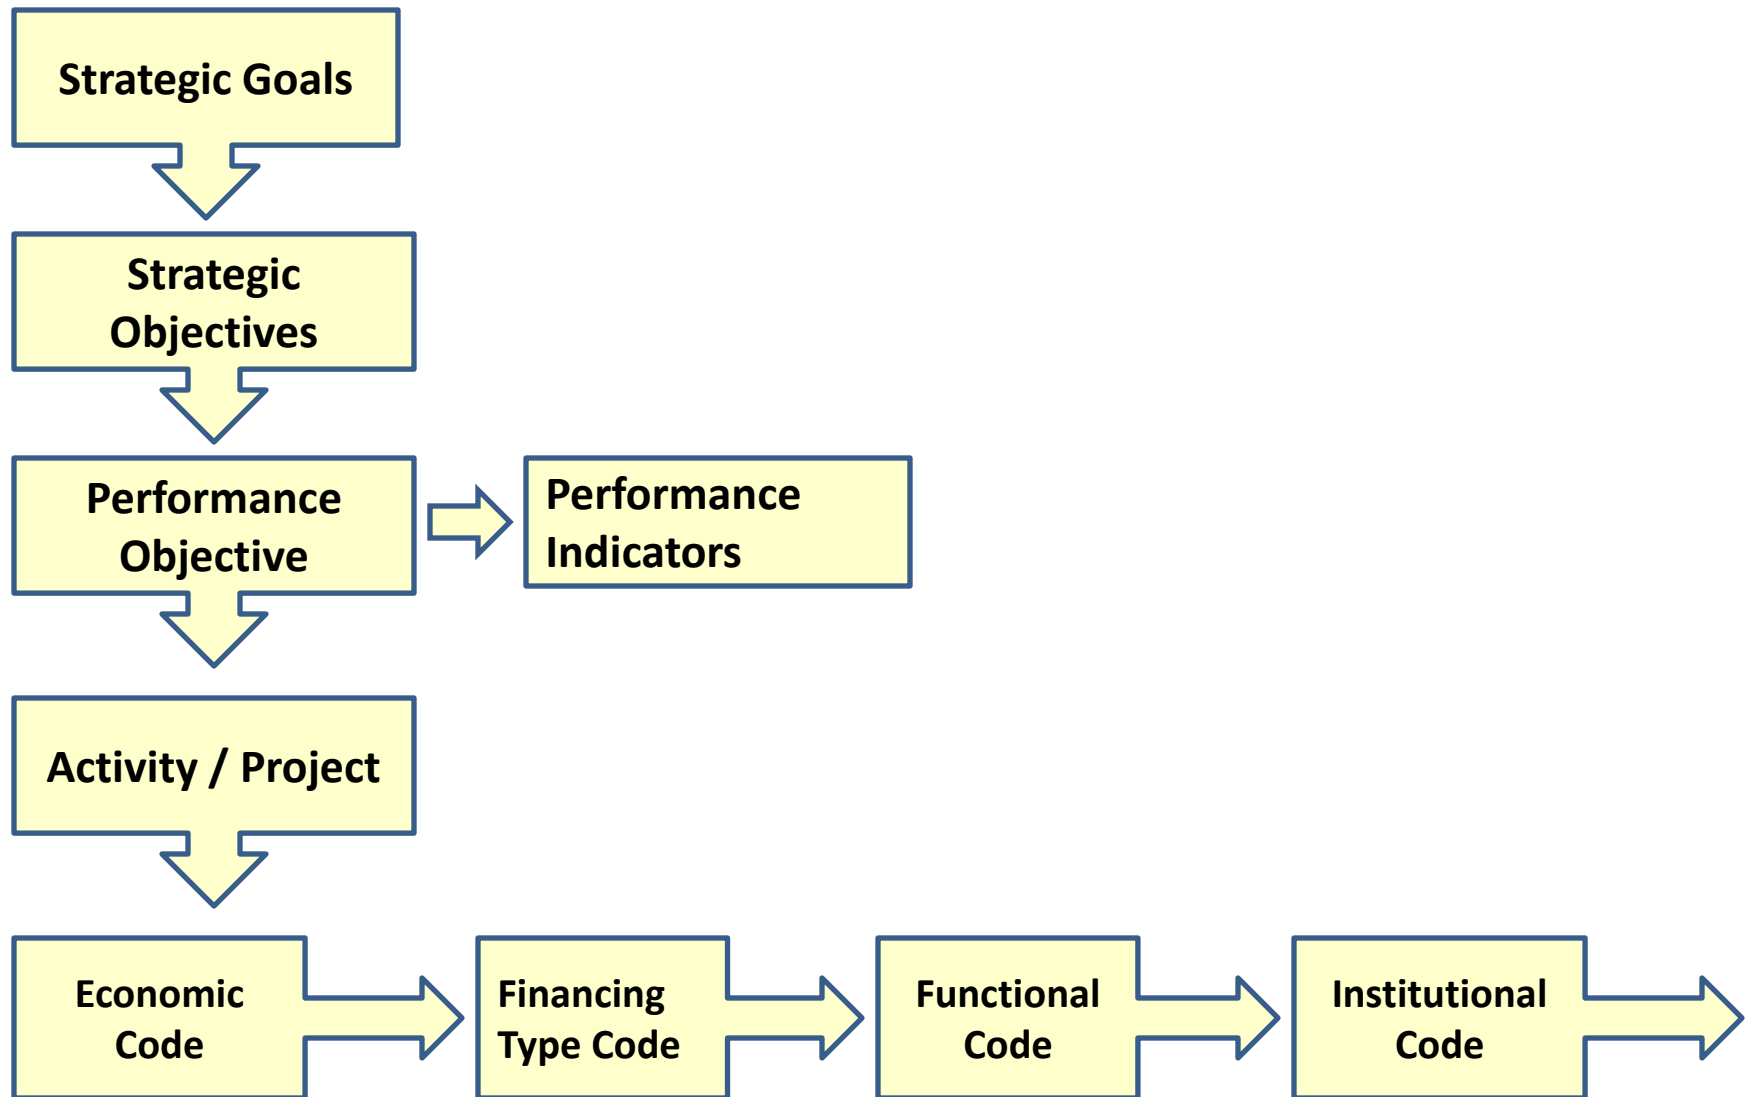 Strategic Goals
Strategic
Objectives
Performance
Objective
Performance
Indicators
Activity / Project
Economic
Code
Financing
Type Code
Functional
Code
Institutional
Code